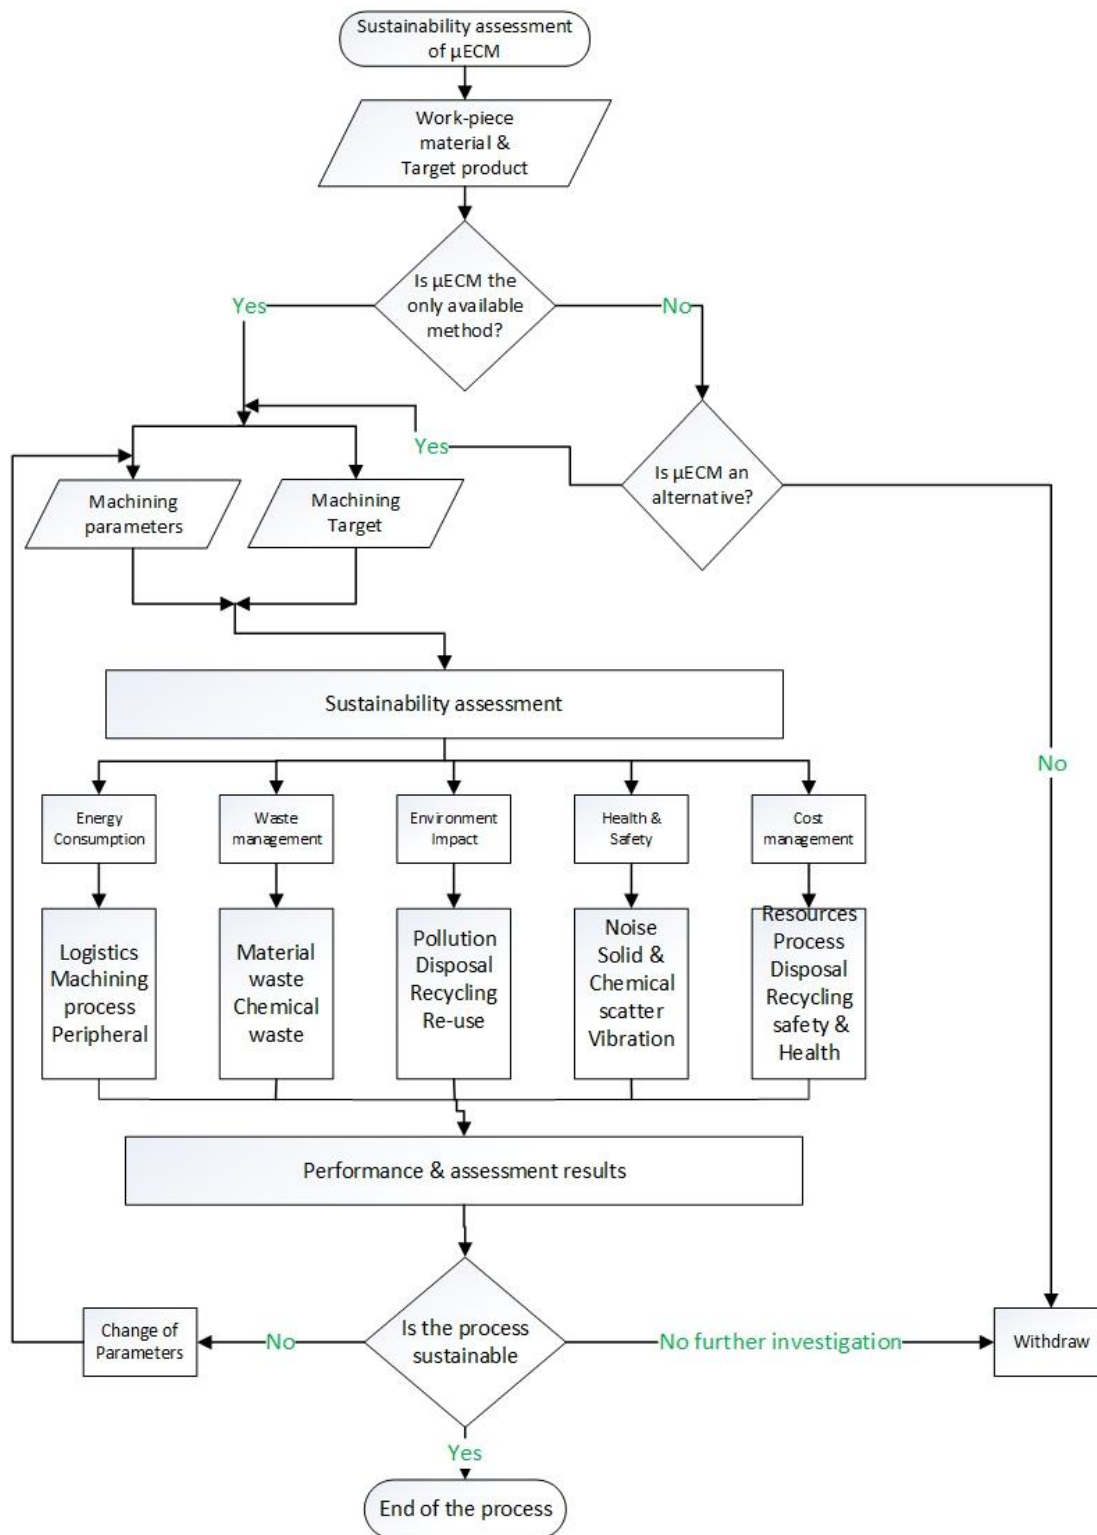 Sustainability assessment
of µECM
Work-piece
material &
Target product
Is µECM the
only available
method?
Yes
No
Is µECM an
alternative?
Yes
Machining
parameters
Machining
Target
Sustainability assessment
No
Energy
Consumption
Waste
management
Environment
Impact
Health &
Safety
Cost
management
Logistics
Machining
process
Peripheral
Material
waste
Chemical
waste
Pollution
Disposal
Recycling
Re-use
Noise
Solid &
Chemical
scatter
Vibration
Resources
Process
Disposal
Recycling
safety &
Health
Performance & assessment results
Change of
Parameters
No
Is the process
sustainable
No further investigation
Withdraw
Yes
End of the process